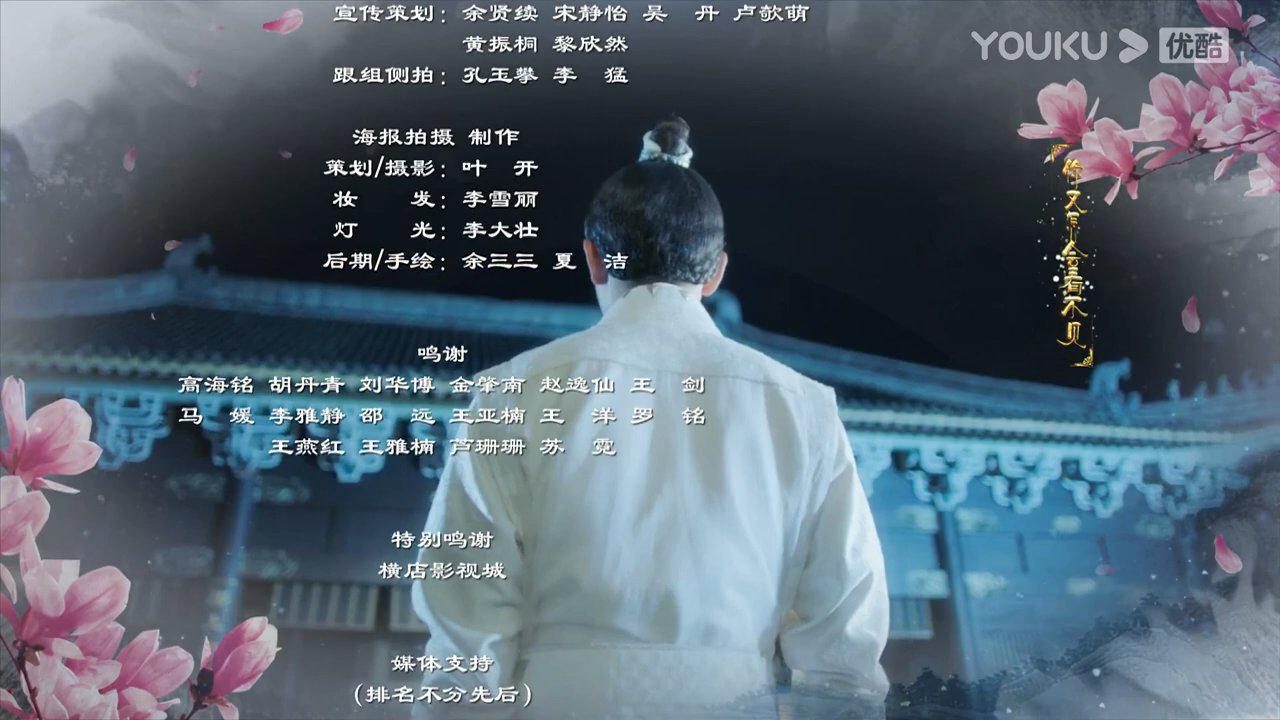 宣传策划：余贤续 宋静怡 吴 丹 卢歆萌
黄振桐 黎欣然
跟组侧拍：孔玉攀 李 猛
YOUKU 优酷
海报拍摄 制作
策划/摄影：叶 开
妆 发：李雪丽
灯 光：李大壮
后期/手绘：余三三 夏 洁
鸣谢
高海铭 胡丹青 刘华博 金肇南 赵逸仙 王 剑
马 媛 李雅静 邵 远 王亚楠 王 洋 罗 铭
王燕红 王雅楠 芦珊珊 苏 霓
特别鸣谢
横店影视城
媒体支持
(排名不分先后)